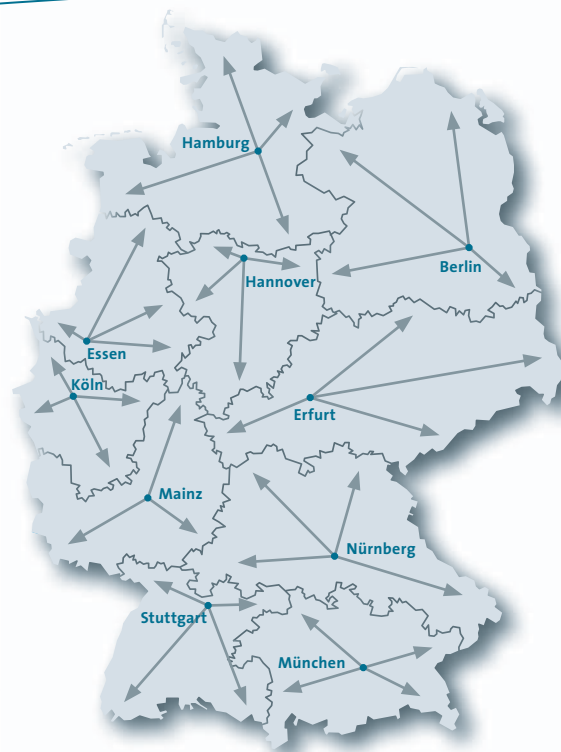 Hamburg
Berlin
Hannover
Essen
Köln
Erfurt
Mainz
Nürnberg
Stuttgart
München